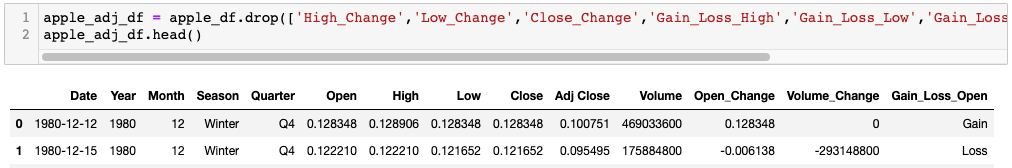 1 apple_adj_df = apple_df.drop(['High_Change','Low_Change','Close_Change','Gain_Loss_High','Gain_Loss_Low','Gain_Loss
2 apple_adj_df.head()
Date Year Month Season Quarter Open High Low Close Adj Close Volume Open_Change Volume_Change Gain_Loss_Open
0 1980-12-12 1980 12 Winter Q4 0.128348 0.128906 0.128348 0.128348 0.100751 469033600 0.128348 0 Gain
1 1980-12-15 1980 12 Winter Q4 0.122210 0.122210 0.121652 0.121652 0.095495 175884800 -0.006138 -293148800 Loss